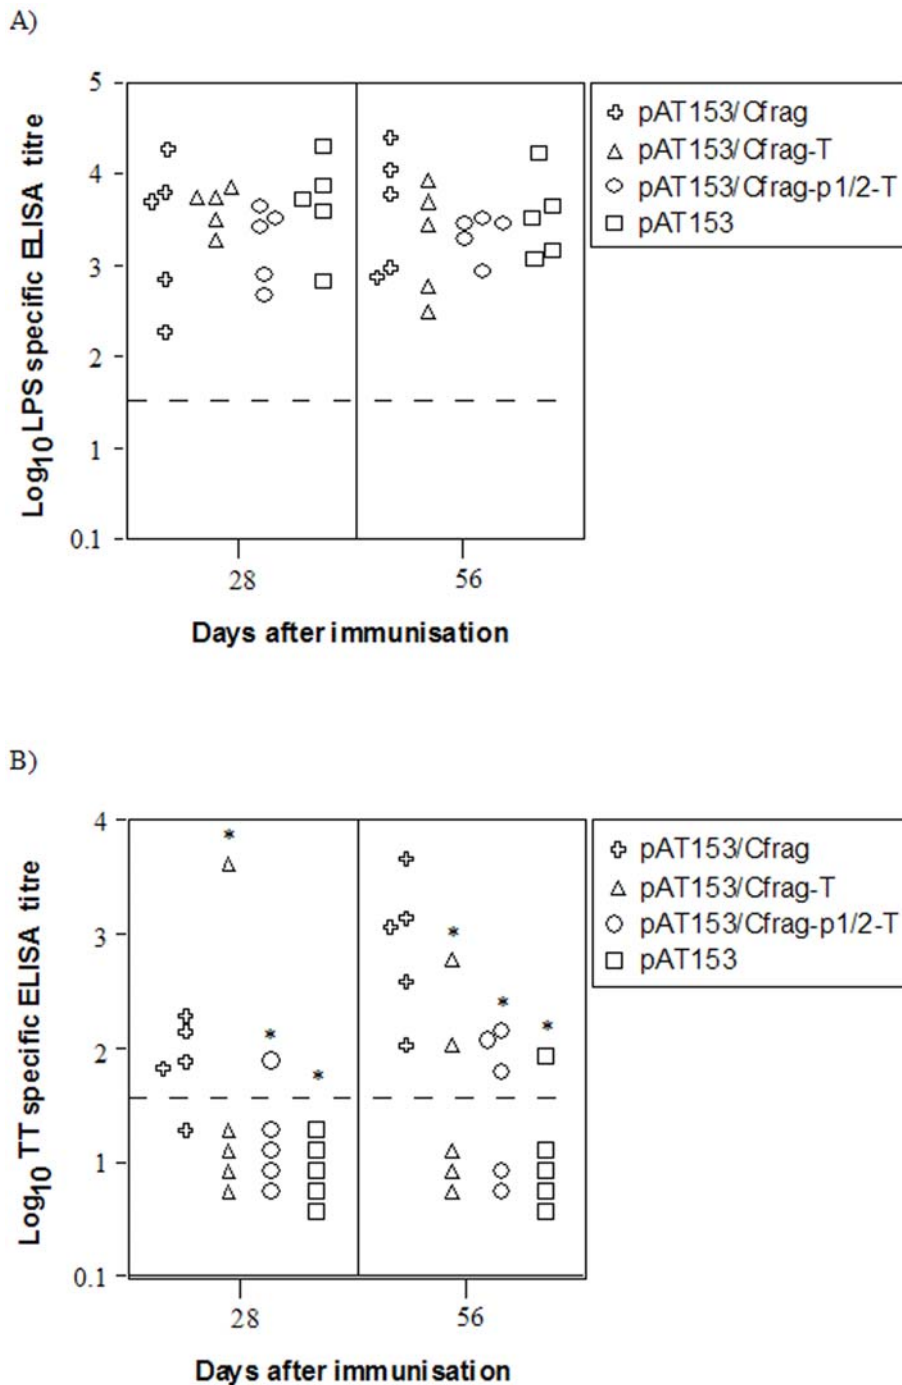 A)
Log10 LPS specific ELISA titre
5
4
3
2
1
0.1
28
56
Days after immunisation
pAT153/Cfrag
pAT153/Cfrag-T
pAT153/Cfrag-p1/2-T
pAT153
B)
Log10 TT specific ELISA titre
4
3
2
1
0.1
*
*
*
*
*
*
28
56
Days after immunisation
pAT153/Cfrag
pAT153/Cfrag-T
pAT153/Cfrag-p1/2-T
pAT153